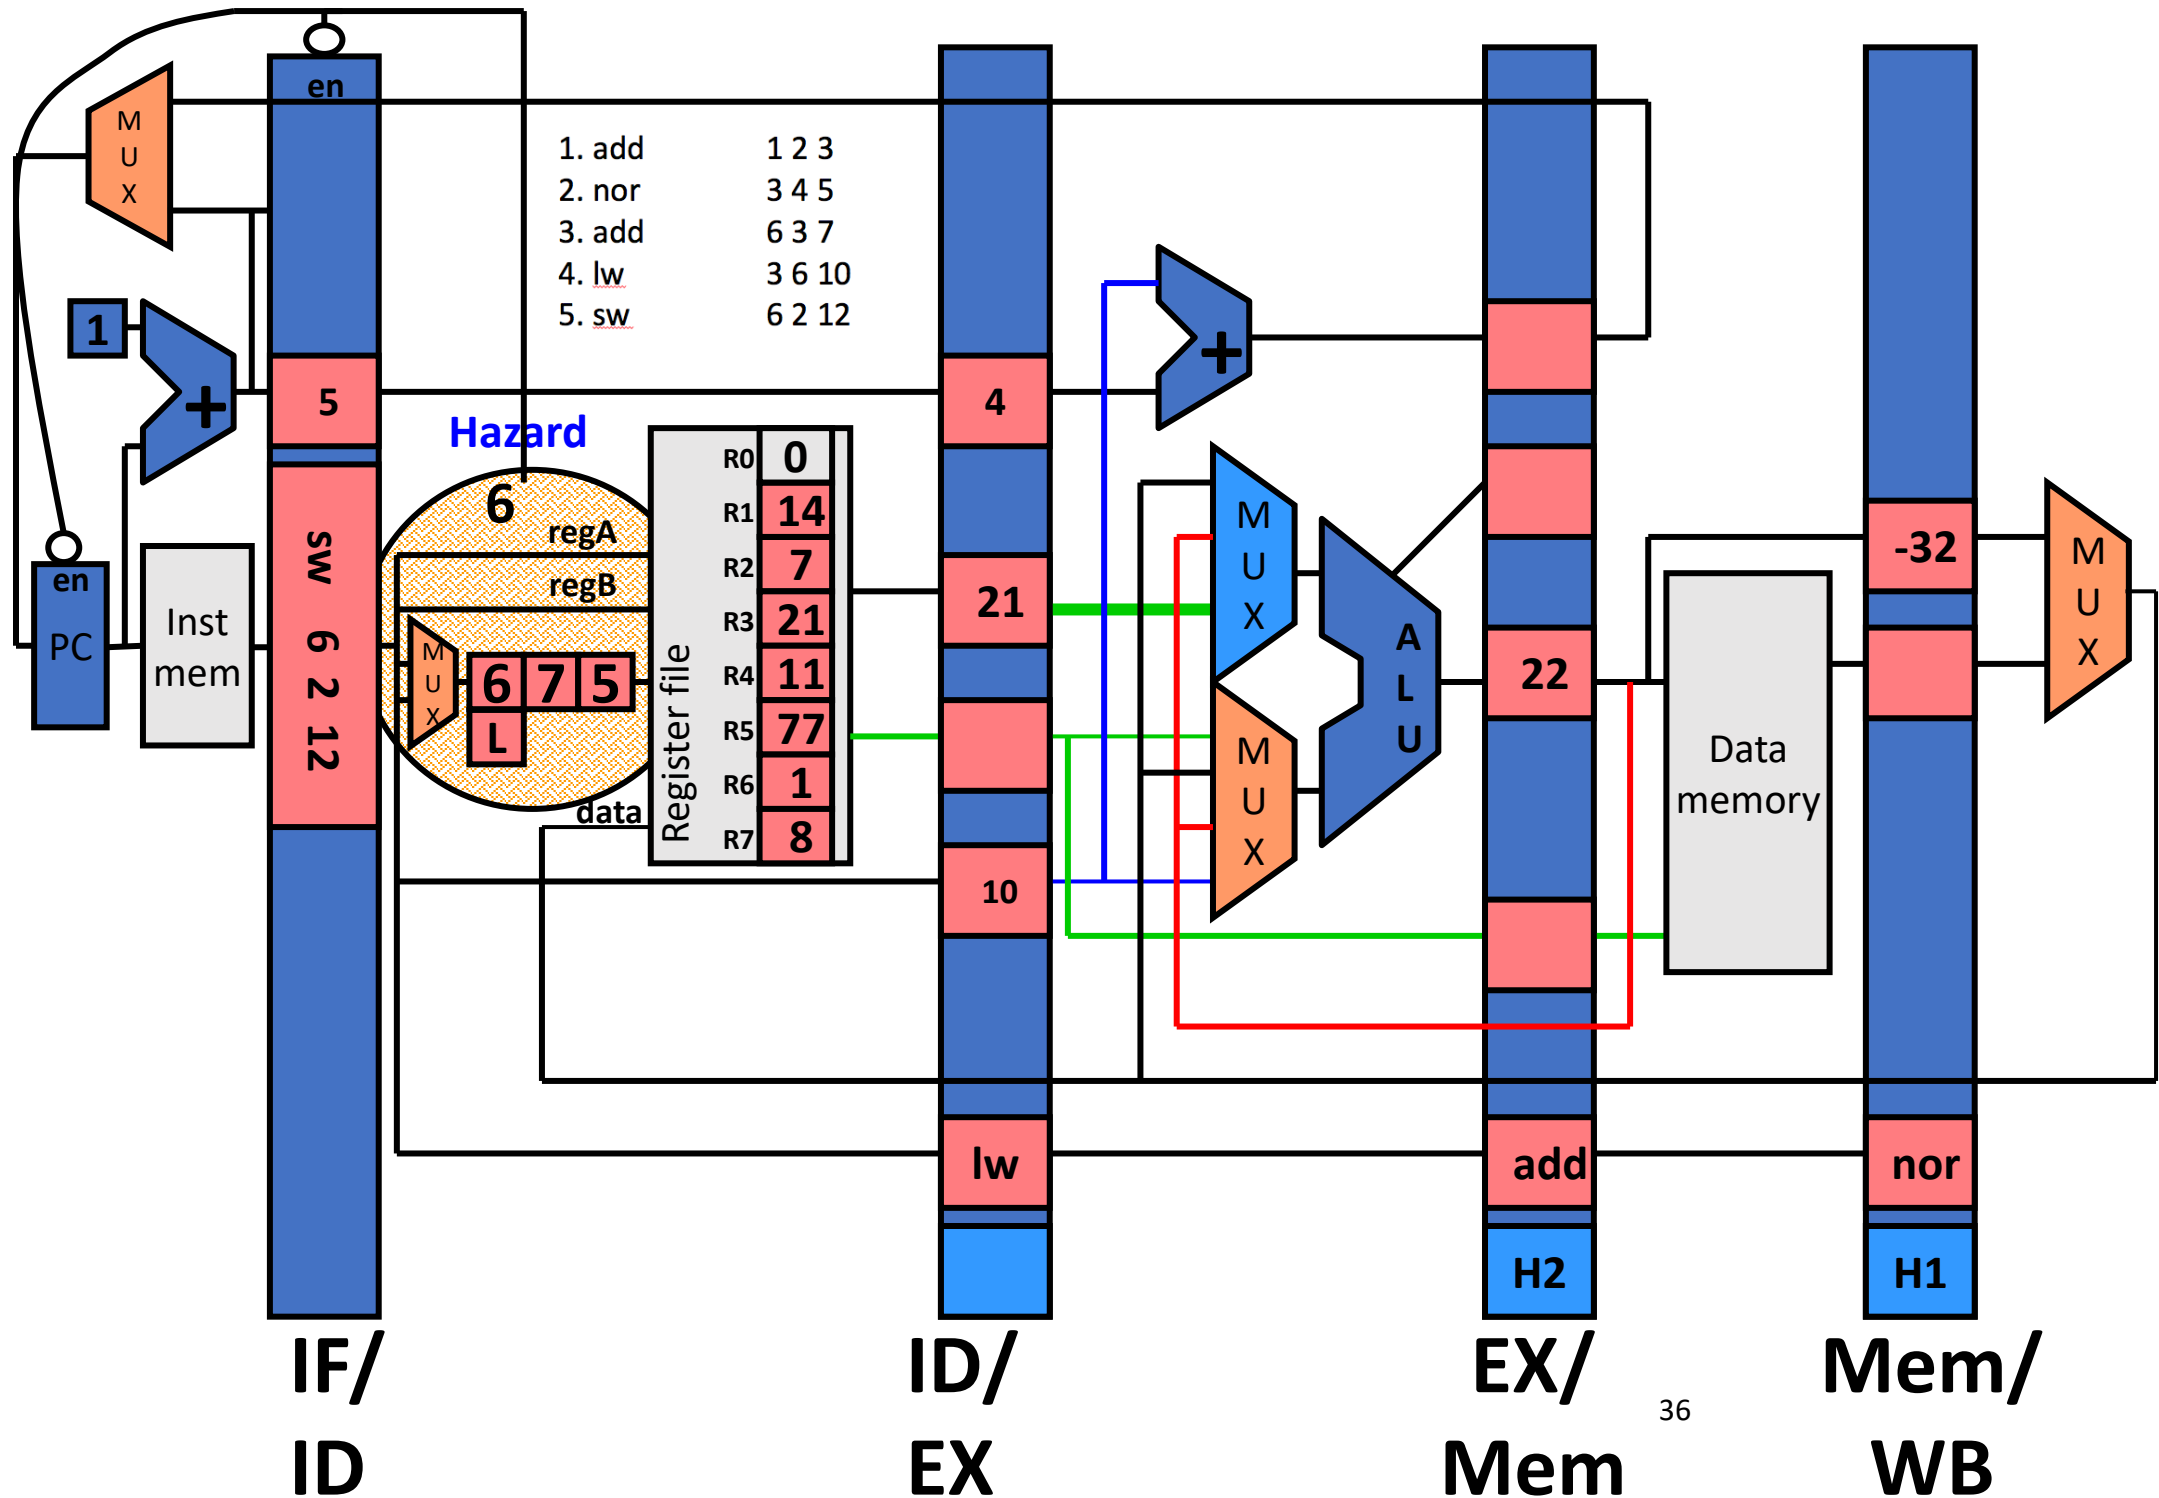 en
M
U
X
1. add 1 2 3
2. nor 3 4 5
3. add 6 3 7
4. lw 3 6 10
5. sw 6 2 12
1
+
+
5
4
Hazard
6
regA
regB
R0 0
R1 14
R2 7
R3 21
R4 11
R5 77
R6 1
R7 8
Register file
data
M
U
X
6 7 5
L
en
PC
Inst
mem
sw 6 2 12
21
10
M
U
X
M
U
X
A
L
U
22
Data
memory
-32
M
U
X
lw
add
nor
H2
H1
IF/
ID
ID/
EX
EX/
Mem
Mem/
WB
36